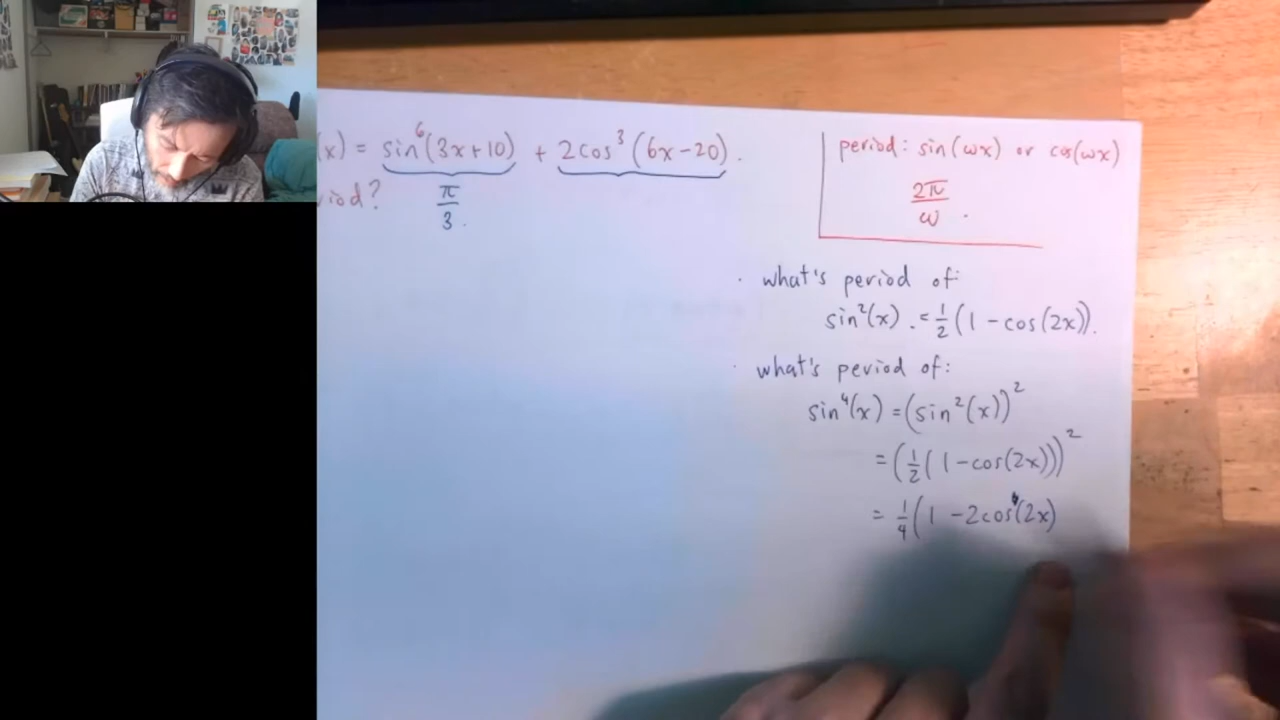 (x) = sin⁶(3x+10) + 2cos³(6x-20).
riod?
π/3.
period: sin(ωx) or cos(ωx)
2π/ω.
· what's period of:
sin²(x). = 1/2(1 - cos(2x)).
· what's period of:
sin⁴(x) = (sin²(x))²
= (1/2(1-cos(2x)))²
= 1/4(1 - 2cos(2x)